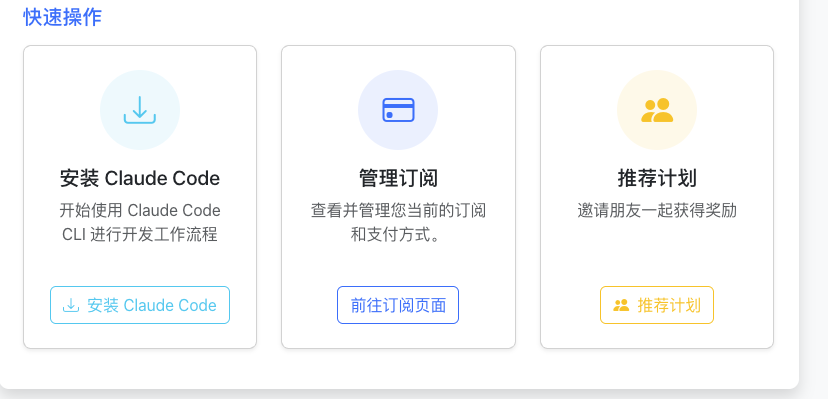 快速操作
安装 Claude Code
开始使用 Claude Code
CLI 进行开发工作流程
安装 Claude Code
管理订阅
查看并管理您当前的订阅
和支付方式。
前往订阅页面
推荐计划
邀请朋友一起获得奖励
推荐计划